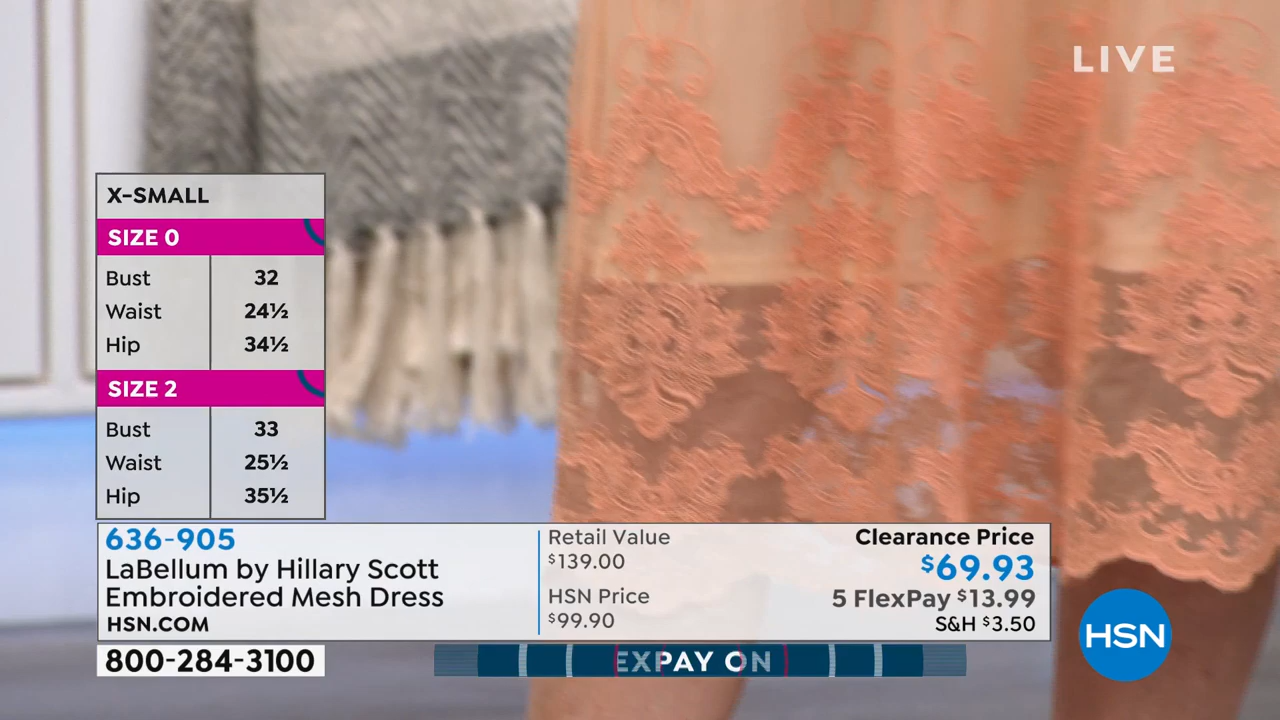 LIVE
X-SMALL
SIZE 0
Bust 32
Waist 24½
Hip 34½
SIZE 2
Bust 33
Waist 25½
Hip 35½
636-905
LaBellum by Hillary Scott
Embroidered Mesh Dress
HSN.COM
Retail Value
$139.00
HSN Price
$99.90
Clearance Price
$69.93
5 FlexPay $13.99
S&H $3.50
800-284-3100
EXPAY ON
HSN